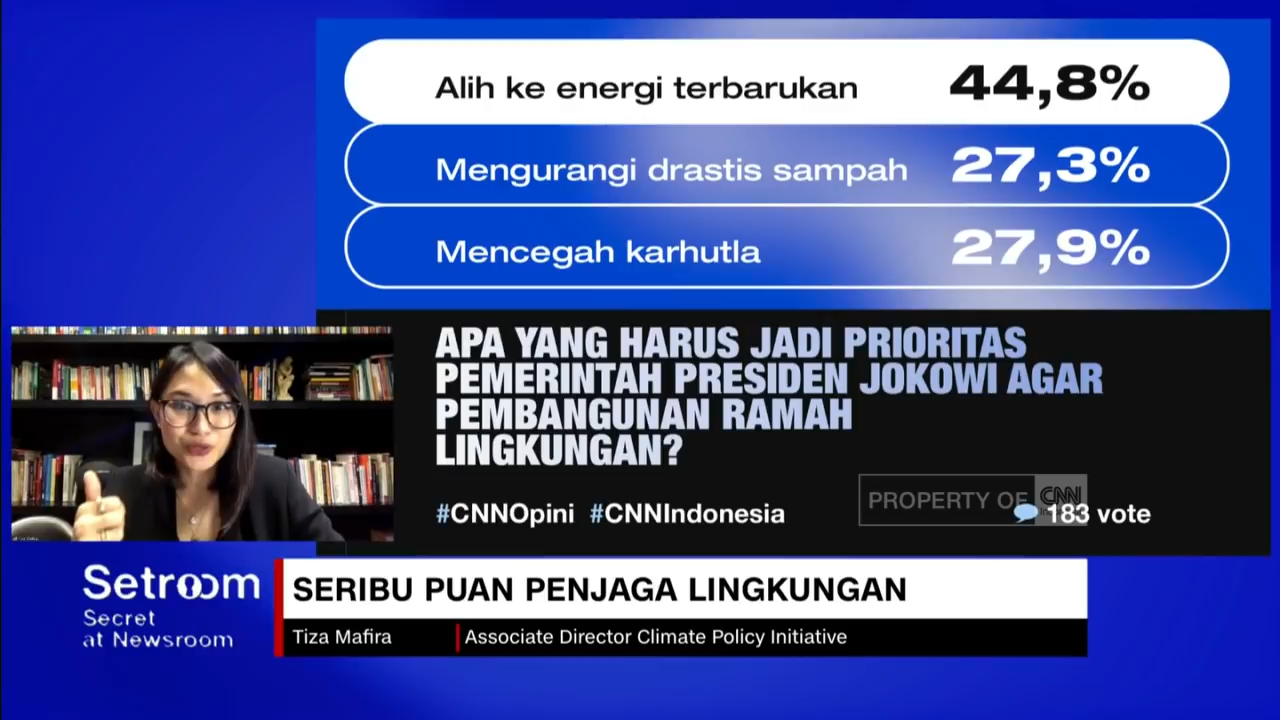 Alih ke energi terbarukan 44,8%
Mengurangi drastis sampah 27,3%
Mencegah karhutla 27,9%
APA YANG HARUS JADI PRIORITAS
PEMERINTAH PRESIDEN JOKOWI AGAR
PEMBANGUNAN RAMAH
LINGKUNGAN?
PROPERTY OF CNN
#CNNOpini #CNNIndonesia 183 vote
Setroom
Secret
at Newsroom
SERIBU PUAN PENJAGA LINGKUNGAN
Tiza Mafira Associate Director Climate Policy Initiative